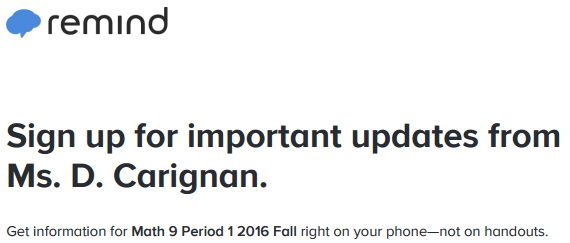 remind
Sign up for important updates from
Ms. D. Carignan.
Get information for Math 9 Period 1 2016 Fall right on your phone—not on handouts.